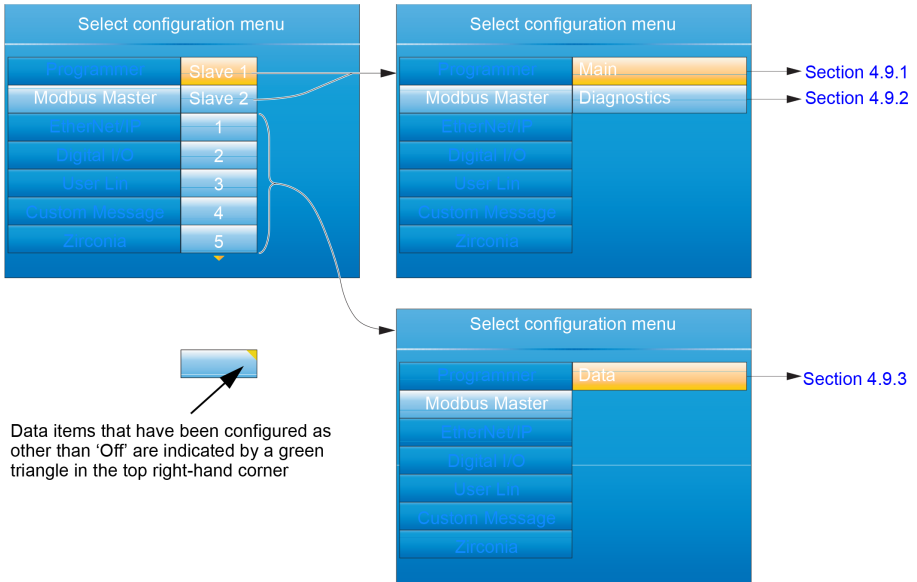 Select configuration menu
Programmer
Slave 1
Modbus Master
Slave 2
EtherNet/IP
1
Digital I/O
2
User Lin
3
Custom Message
4
Zirconia
5
Select configuration menu
Programmer
Main
Section 4.9.1
Modbus Master
Diagnostics
Section 4.9.2
EtherNet/IP
Digital I/O
User Lin
Custom Message
Zirconia
Select configuration menu
Programmer
Data
Section 4.9.3
Modbus Master
EtherNet/IP
Digital I/O
User Lin
Custom Message
Zirconia
Data items that have been configured as
other than ‘Off’ are indicated by a green
triangle in the top right-hand corner